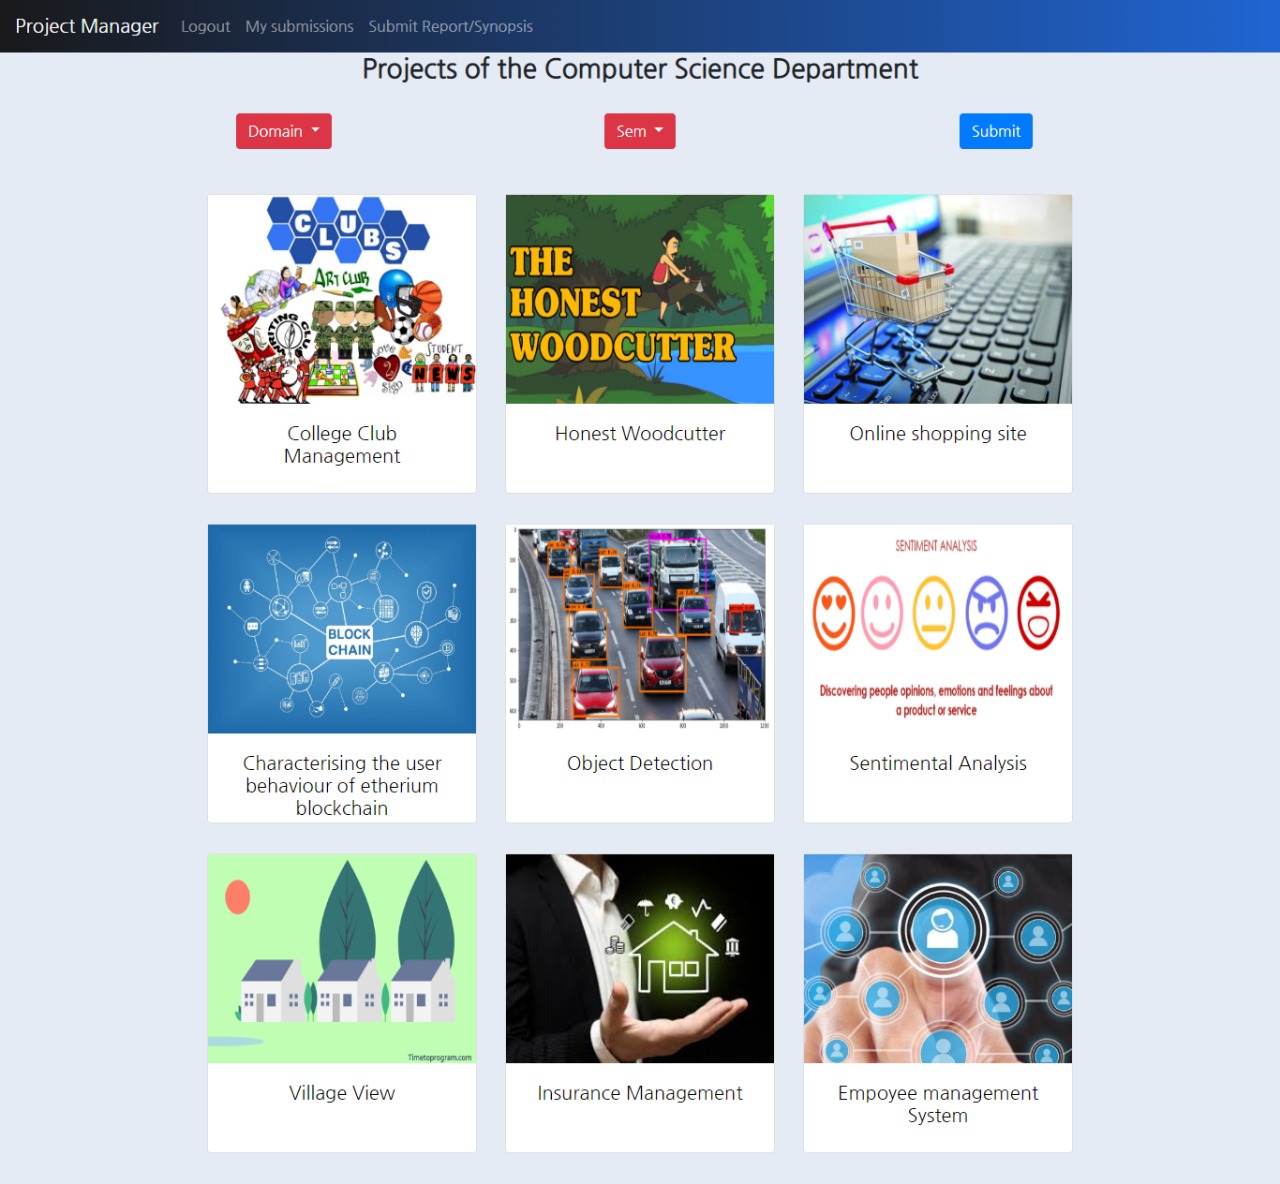 Project Manager Logout My submissions Submit Report/Synopsis
Projects of the Computer Science Department
Domain Sem Submit
CLUBS
ART CLUB
WRITING CLUB
Love
2
Sign
STUDENT
NEWS
College Club
Management
THE
HONEST
WOODCUTTER
Honest Woodcutter
Online shopping site
BLOCK
CHAIN
Characterising the user
behaviour of etherium
blockchain
Object Detection
SENTIMENT ANALYSIS
Discovering people opinions, emotions and feelings about
a product or service
Sentimental Analysis
Timetoprogram.com
Village View
Insurance Management
Empoyee management
System